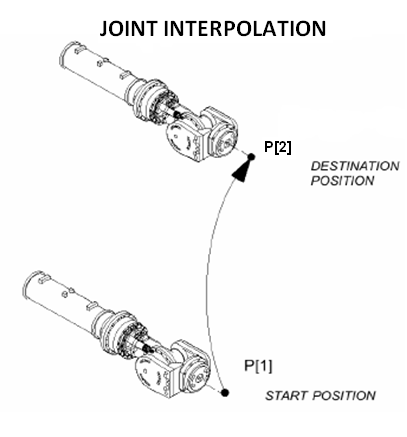 JOINT INTERPOLATION
P[2]
DESTINATION
POSITION
P[1]
START POSITION